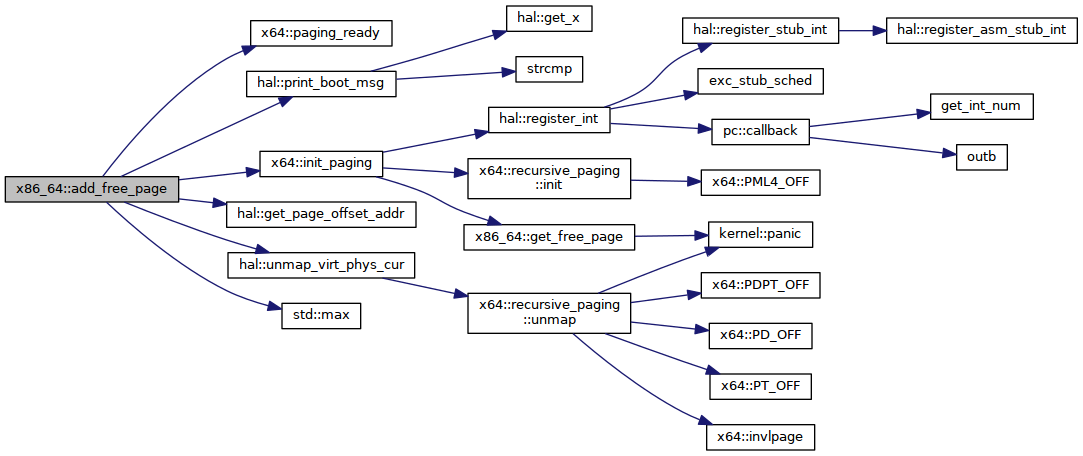 x86_64::add_free_page
x64::paging_ready
hal::print_boot_msg
hal::get_x
strcmp
x64::init_paging
hal::register_int
hal::register_stub_int
hal::register_asm_stub_int
exc_stub_sched
pc::callback
get_int_num
outb
x64::recursive_paging
::init
x64::PML4_OFF
x86_64::get_free_page
kernel::panic
hal::get_page_offset_addr
hal::unmap_virt_phys_cur
x64::recursive_paging
::unmap
x64::PDPT_OFF
x64::PD_OFF
x64::PT_OFF
x64::invlpage
std::max